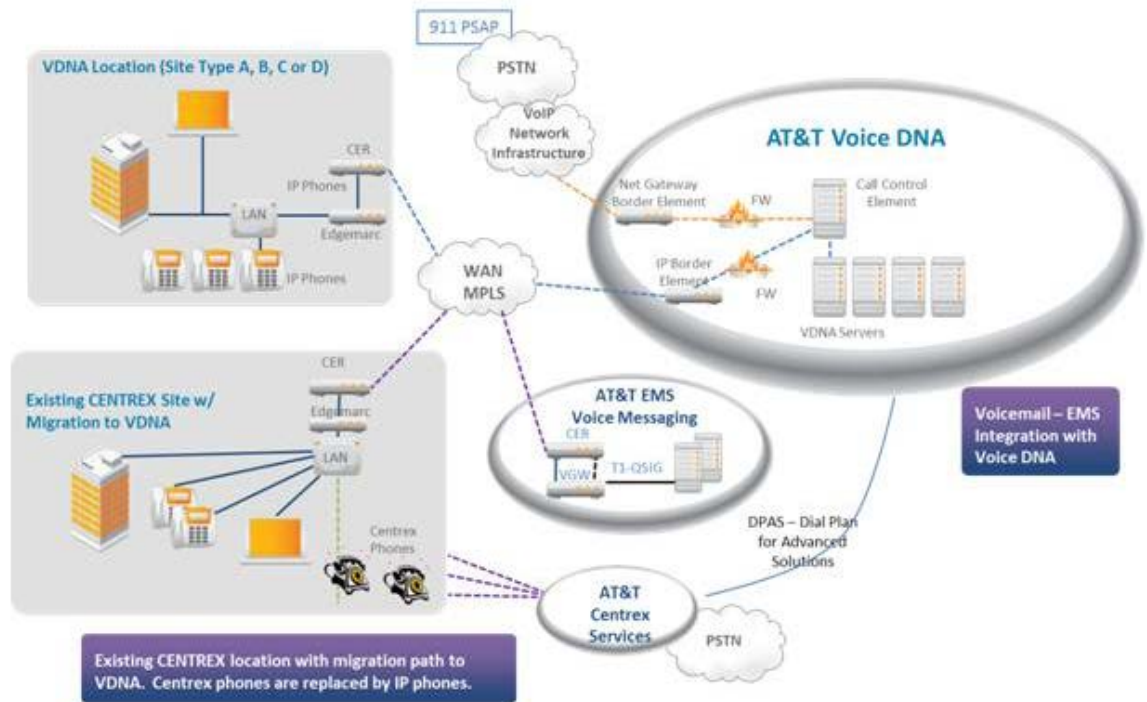 911 PSAP
PSTN
VoIP
Network
Infrastructure
VDNA Location (Site Type A, B, C or D)
CER
IP Phones
LAN
Edgemarc
IP Phones
AT&T Voice DNA
Net Gateway
Border Element
FW
Call Control
Element
IP Border
Element
FW
VDNA Servers
WAN
MPLS
Existing CENTREX Site w/
Migration to VDNA
CER
Edgemarc
LAN
Centrex
Phones
AT&T EMS
Voice Messaging
CER
VGW
T1-QSIG
Voicemail – EMS
Integration with
Voice DNA
DPAS – Dial Plan
for Advanced
Solutions
AT&T
Centrex
Services
PSTN
Existing CENTREX location with migration path to
VDNA. Centrex phones are replaced by IP phones.